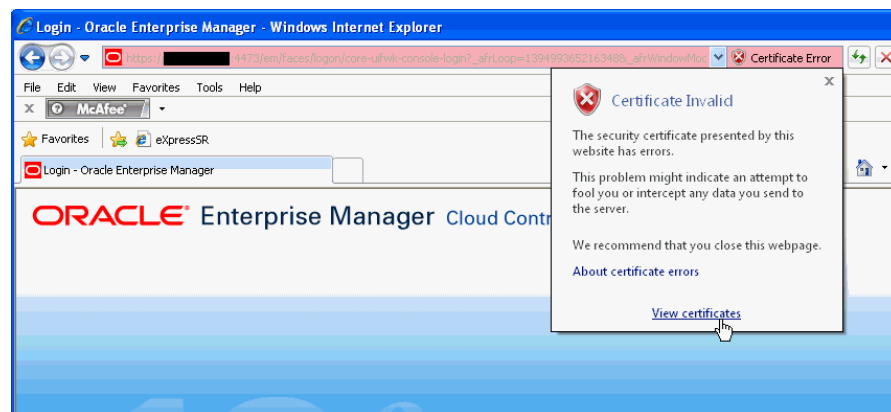 Login - Oracle Enterprise Manager - Windows Internet Explorer
https:// :4473/em/faces/logon/core-uifwk-console-login?_afrLoop=1394993652163488&_afrWindowMoc Certificate Error
File Edit View Favorites Tools Help
x McAfee
Favorites eXpressSR
Login - Oracle Enterprise Manager
ORACLE Enterprise Manager Cloud Contr
x
Certificate Invalid
The security certificate presented by this
website has errors.
This problem might indicate an attempt to
fool you or intercept any data you send to
the server.
We recommend that you close this webpage.
About certificate errors
View certificates